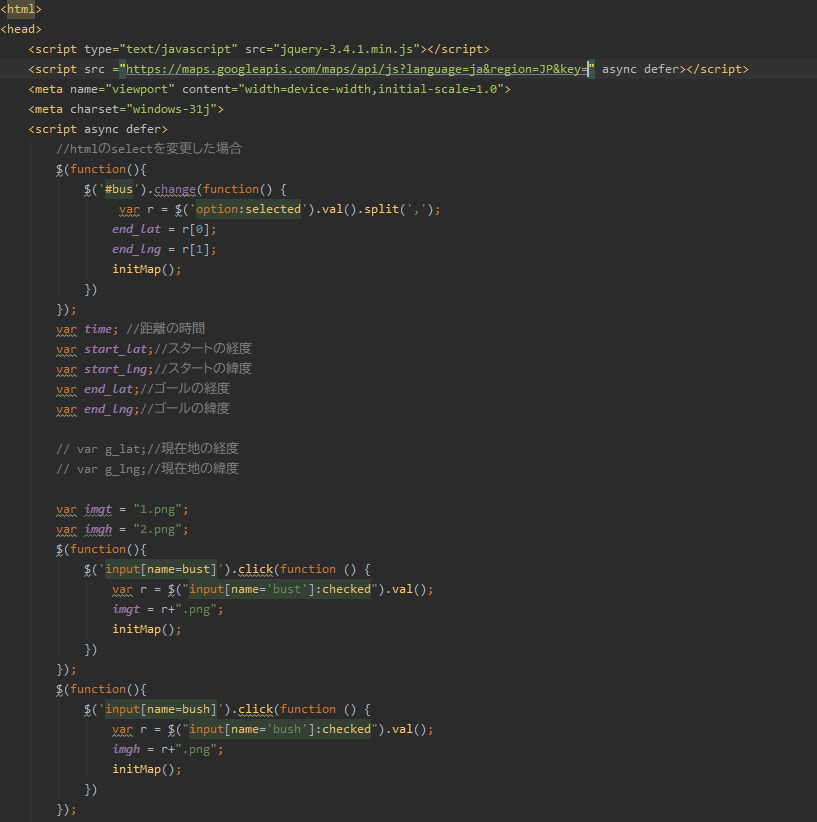 <html>
<head>
<script type="text/javascript" src="jquery-3.4.1.min.js"></script>
<script src ="https://maps.googleapis.com/maps/api/js?language=ja&region=JP&key=" async defer></script>
<meta name="viewport" content="width=device-width,initial-scale=1.0">
<meta charset="windows-31j">
<script async defer>
//htmlのselectを変更した場合
$(function(){
$('#bus').change(function() {
var r = $('option:selected').val().split(',');
end_lat = r[0];
end_lng = r[1];
initMap();
})
});
var time; //距離の時間
var start_lat;//スタートの経度
var start_lng;//スタートの緯度
var end_lat;//ゴールの経度
var end_lng;//ゴールの緯度
// var g_lat;//現在地の経度
// var g_lng;//現在地の緯度
var imgt = "1.png";
var imgh = "2.png";
$(function(){
$('input[name=bust]').click(function () {
var r = $("input[name='bust']:checked").val();
imgt = r+".png";
initMap();
})
});
$(function(){
$('input[name=bush]').click(function () {
var r = $("input[name='bush']:checked").val();
imgh = r+".png";
initMap();
})
});